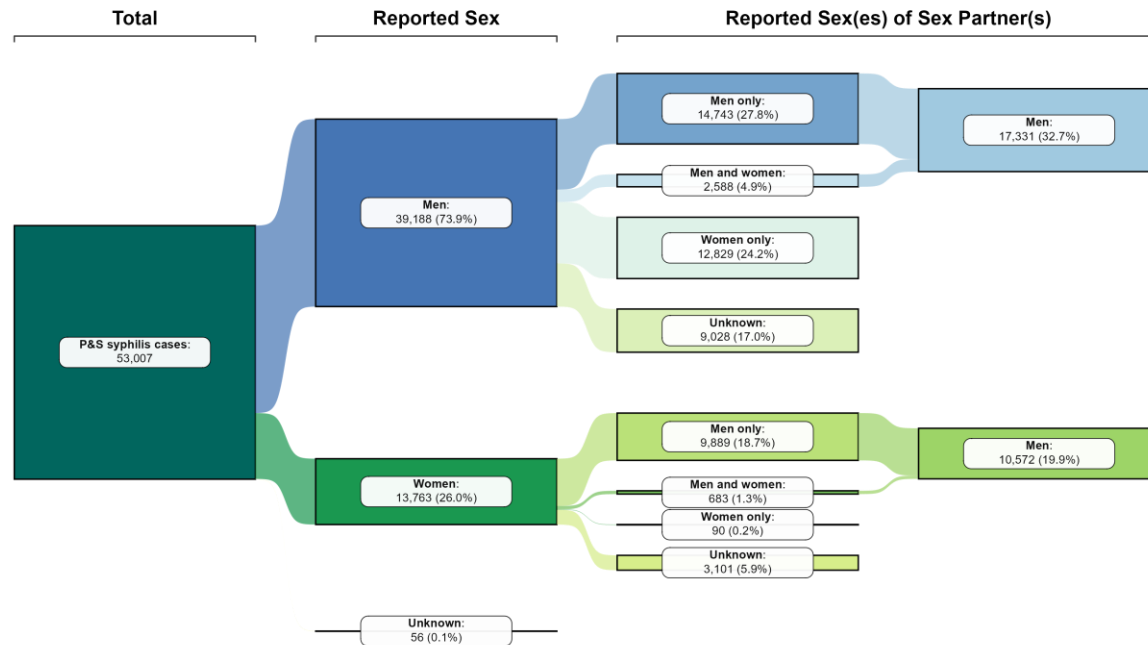 Total
Reported Sex
Reported Sex(es) of Sex Partner(s)
P&S syphilis cases:
53,007
Men:
39,188 (73.9%)
Women:
13,763 (26.0%)
Unknown:
56 (0.1%)
Men only:
14,743 (27.8%)
Men and women:
2,588 (4.9%)
Women only:
12,829 (24.2%)
Unknown:
9,028 (17.0%)
Men only:
9,889 (18.7%)
Men and women:
683 (1.3%)
Women only:
90 (0.2%)
Unknown:
3,101 (5.9%)
Men:
17,331 (32.7%)
Men:
10,572 (19.9%)